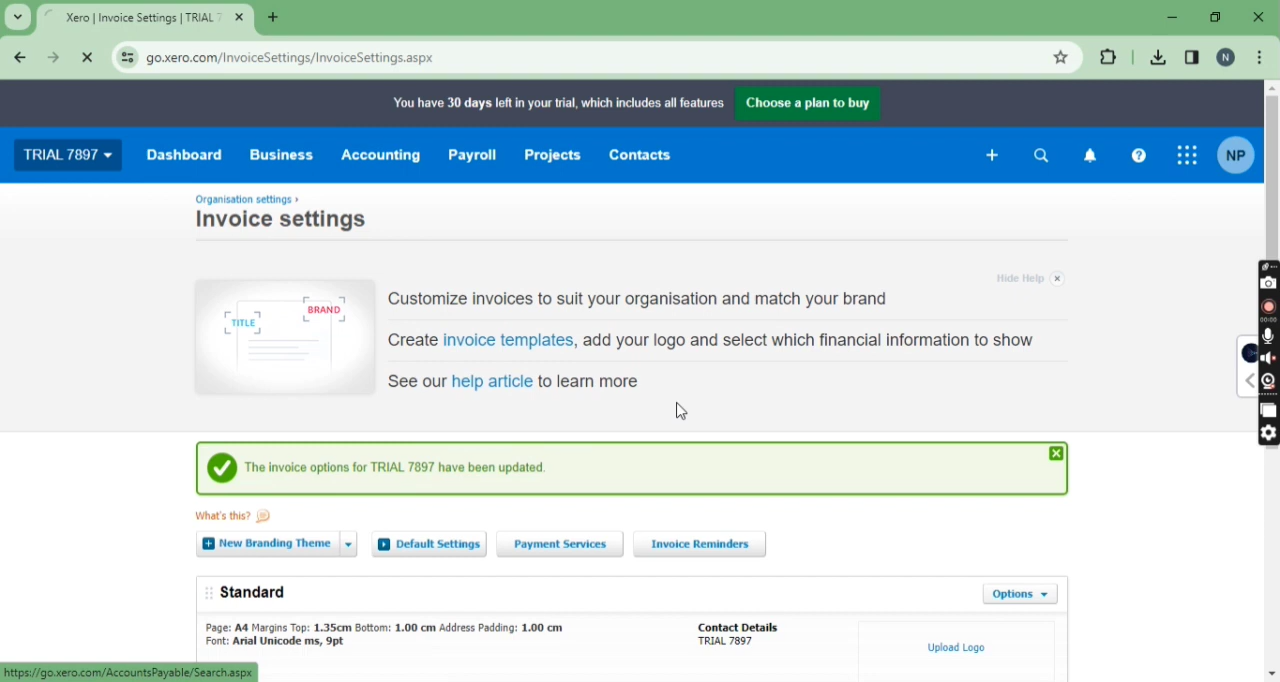 Xero | Invoice Settings | TRIAL 7
go.xero.com/InvoiceSettings/InvoiceSettings.aspx
N
You have 30 days left in your trial, which includes all features
Choose a plan to buy
TRIAL 7897
Dashboard
Business
Accounting
Payroll
Projects
Contacts
NP
Organisation settings ›
Invoice settings
Hide Help
TITLE
BRAND
Customize invoices to suit your organisation and match your brand
Create invoice templates, add your logo and select which financial information to show
See our help article to learn more
00:00
The invoice options for TRIAL 7897 have been updated.
What's this?
New Branding Theme
Default Settings
Payment Services
Invoice Reminders
Standard
Options
Page: A4 Margins Top: 1.35cm Bottom: 1.00 cm Address Padding: 1.00 cm
Font: Arial Unicode ms, 9pt
Contact Details
TRIAL 7897
Upload Logo
https://go.xero.com/AccountsPayable/Search.aspx